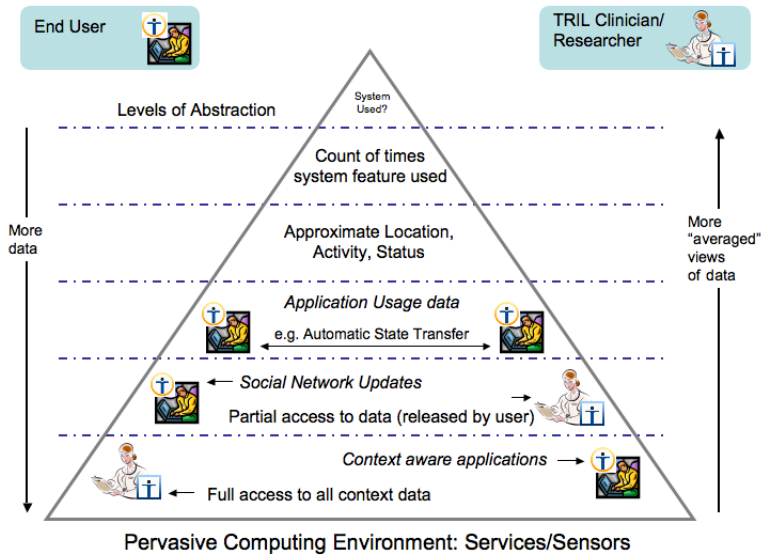 End User
TRIL Clinician/
Researcher
System
Used?
Levels of Abstraction
Count of times
system feature used
More
data
Approximate Location,
Activity, Status
More
“averaged”
views
of data
Application Usage data
e.g. Automatic State Transfer
Social Network Updates
Partial access to data (released by user)
Context aware applications
Full access to all context data
Pervasive Computing Environment: Services/Sensors